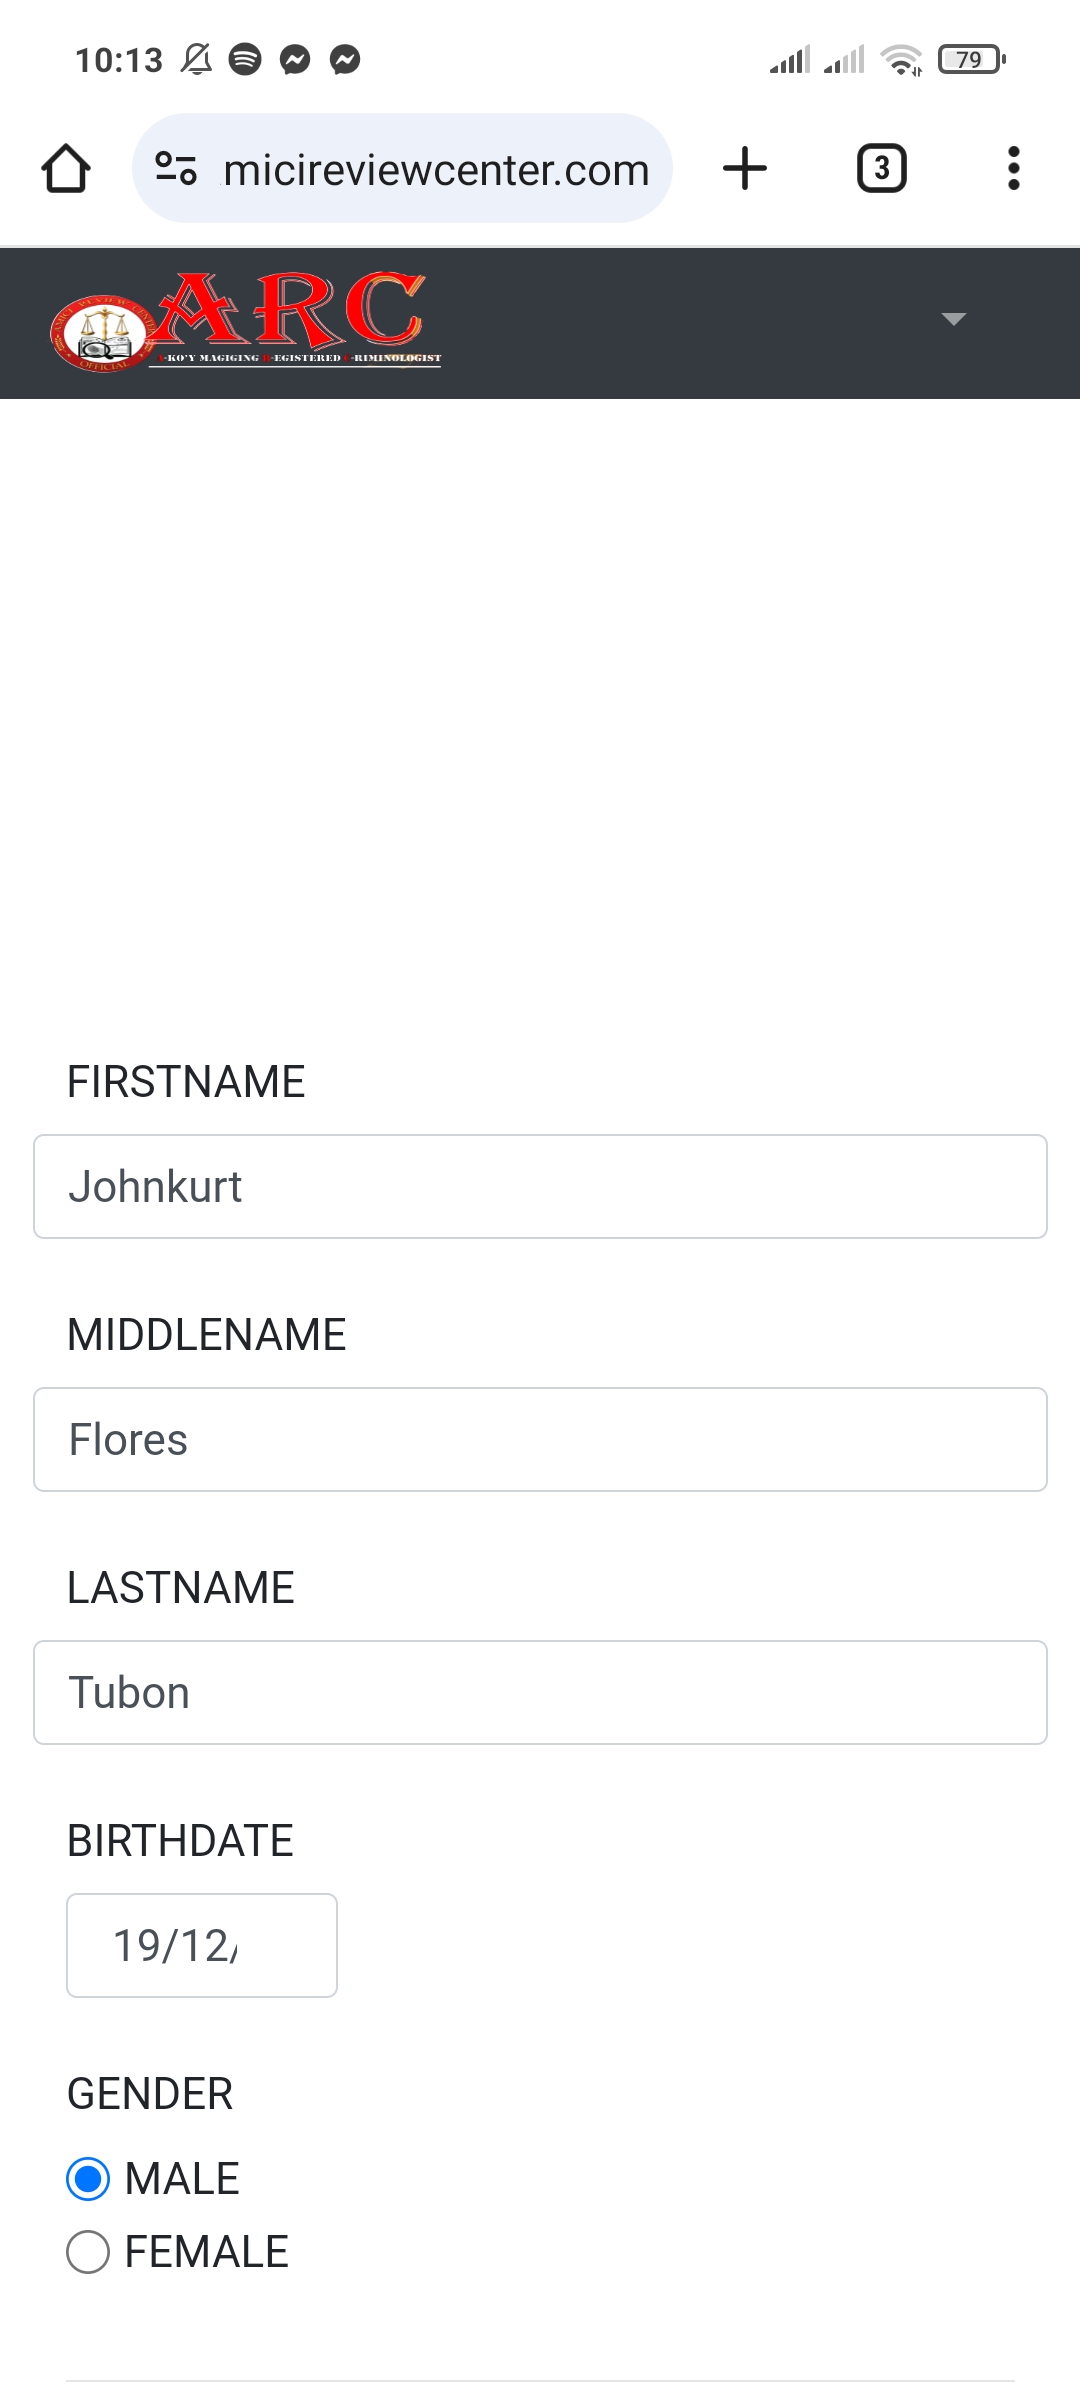 10:13
79
micireviewcenter.com
3
ARC
A-KO'Y MAGIGING R-EGISTERED C-RIMINOLOGIST
OFFICIAL
FIRSTNAME
Johnkurt
MIDDLENAME
Flores
LASTNAME
Tubon
BIRTHDATE
19/12/
GENDER
MALE
FEMALE